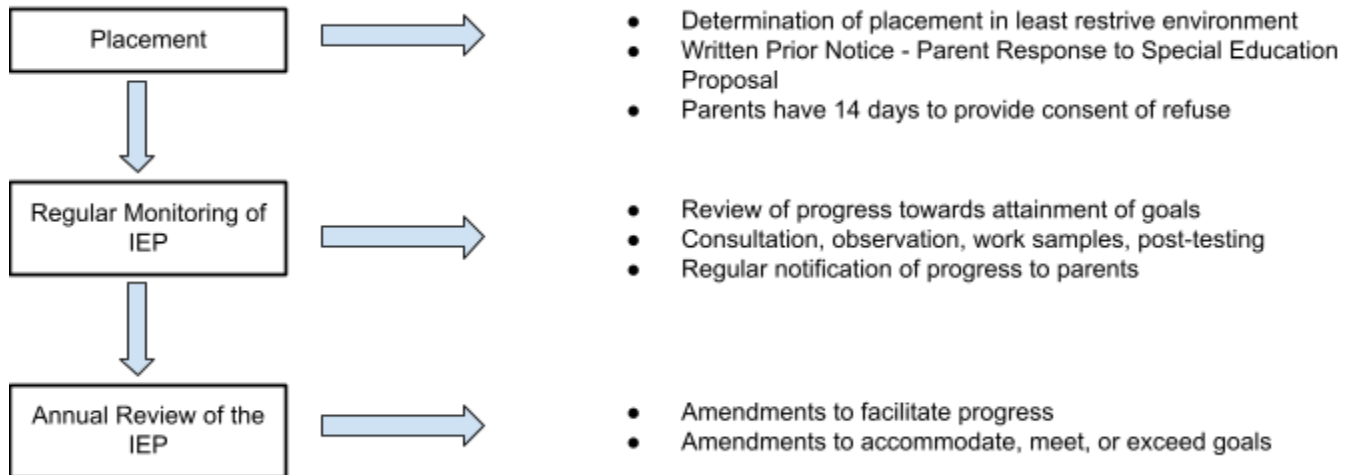 Placement
● Determination of placement in least restrive environment
● Written Prior Notice - Parent Response to Special Education
Proposal
● Parents have 14 days to provide consent of refuse
Regular Monitoring of
IEP
● Review of progress towards attainment of goals
● Consultation, observation, work samples, post-testing
● Regular notification of progress to parents
Annual Review of the
IEP
● Amendments to facilitate progress
● Amendments to accommodate, meet, or exceed goals